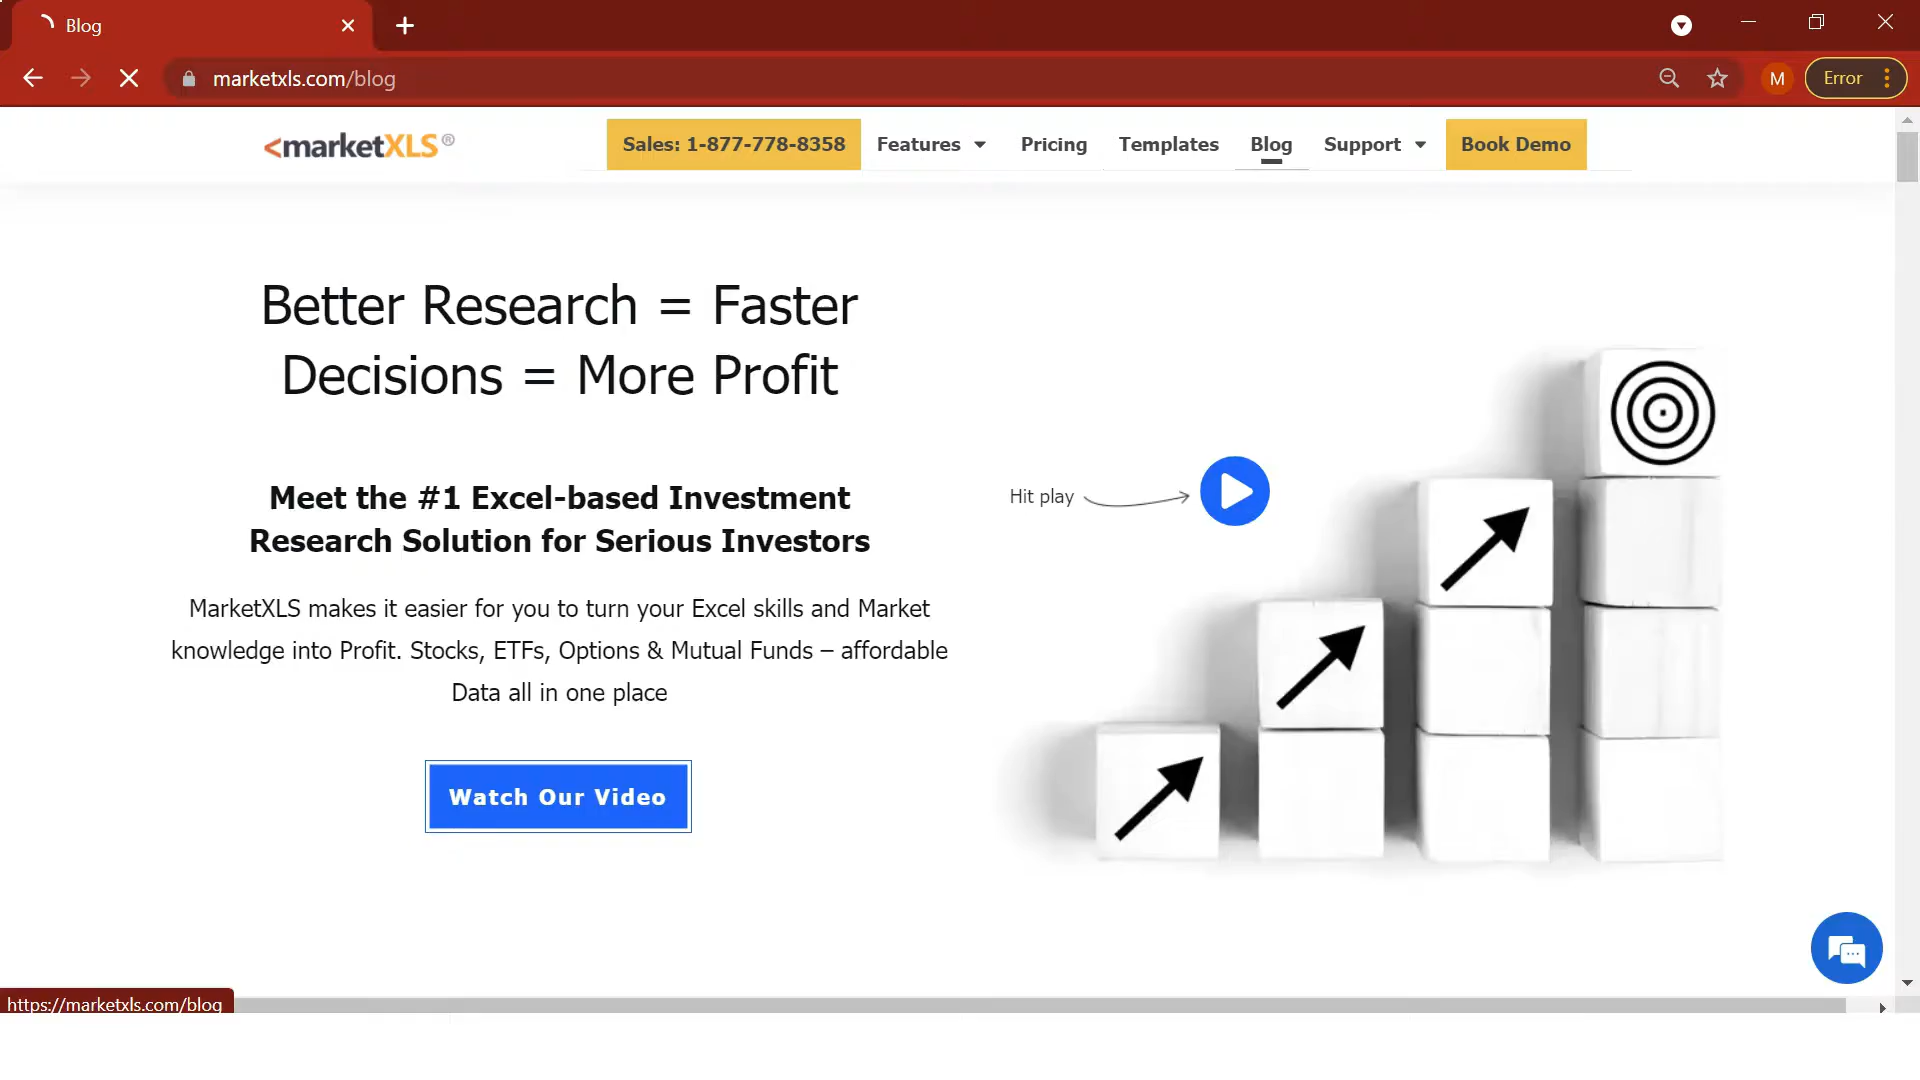 Blog
marketxls.com/blog
M
Error
<marketXLS®
Sales: 1-877-778-8358
Features
Pricing
Templates
Blog
Support
Book Demo
Better Research = Faster
Decisions = More Profit
Meet the #1 Excel-based Investment
Research Solution for Serious Investors
MarketXLS makes it easier for you to turn your Excel skills and Market
knowledge into Profit. Stocks, ETFs, Options & Mutual Funds – affordable
Data all in one place
Watch Our Video
Hit play
https://marketxls.com/blog